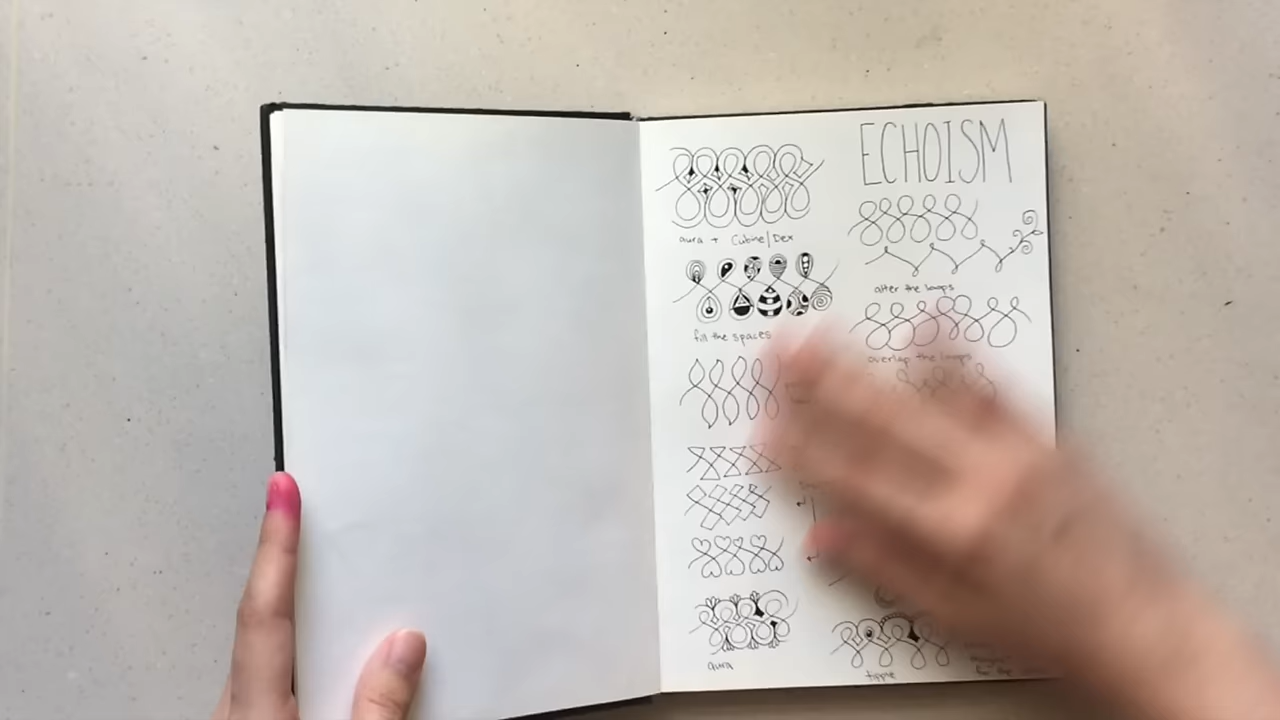 ECHOISM
aura + Cubine/Dex
alter the loops
fill the spaces
overlap the loops
aura
tipple